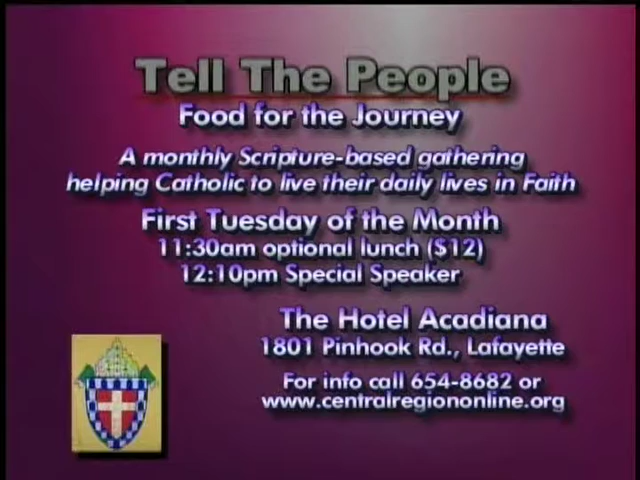 Tell The People
Food for the Journey
A monthly Scripture-based gathering
helping Catholic to live their daily lives in Faith
First Tuesday of the Month
11:30am optional lunch ($12)
12:10pm Special Speaker
The Hotel Acadiana
1801 Pinhook Rd., Lafayette
For info call 654-8682 or
www.centralregiononline.org